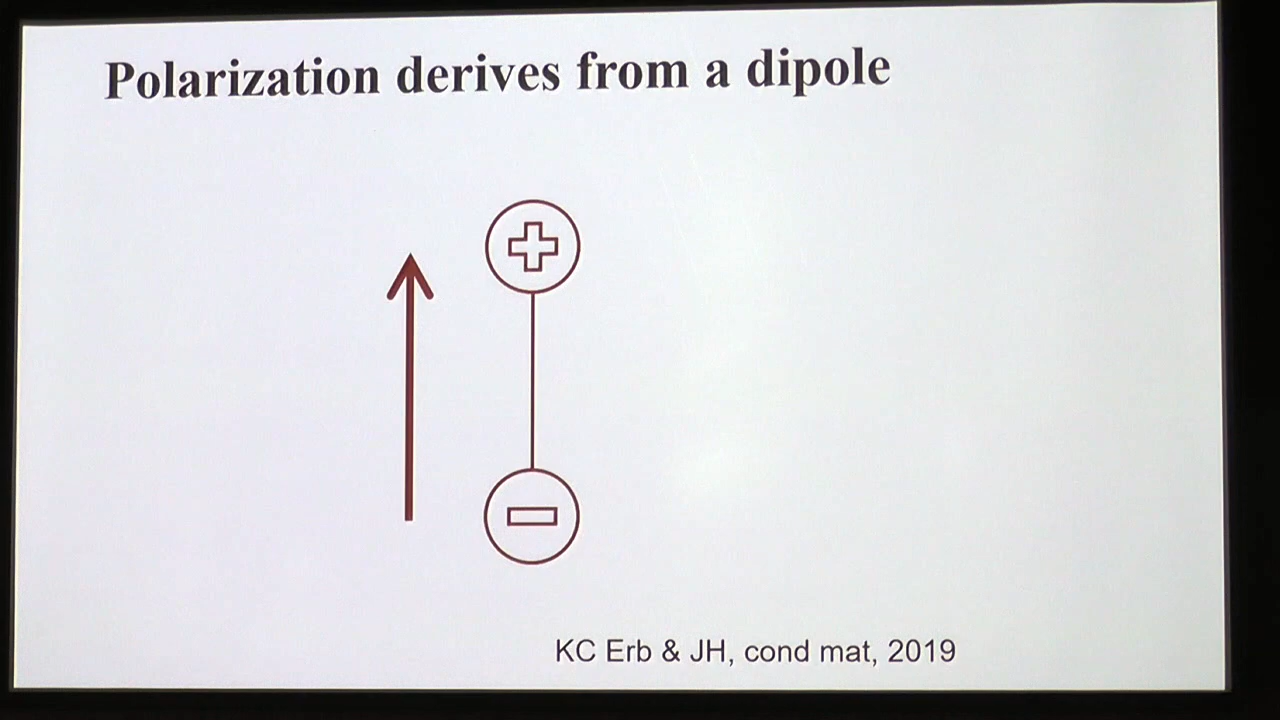 Polarization derives from a dipole
KC Erb & JH, cond mat, 2019